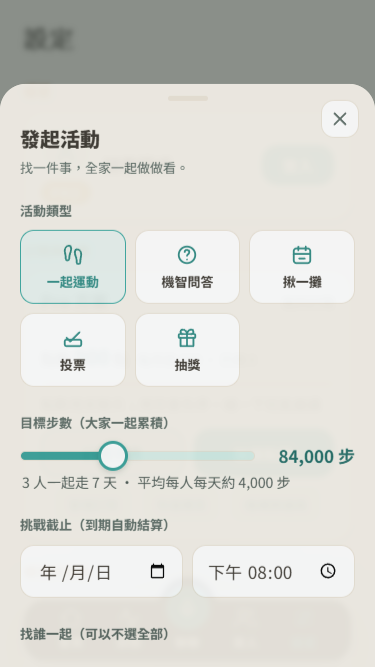 設定
發起活動
找一件事，全家一起做做看。
活動類型
一起運動
機智問答
揪一攤
投票
抽獎
目標步數（大家一起累積）
84,000 步
3 人一起走 7 天 · 平均每人每天約 4,000 步
挑戰截止（到期自動結算）
年 /月/日
下午 08:00
找誰一起（可以不選全部）